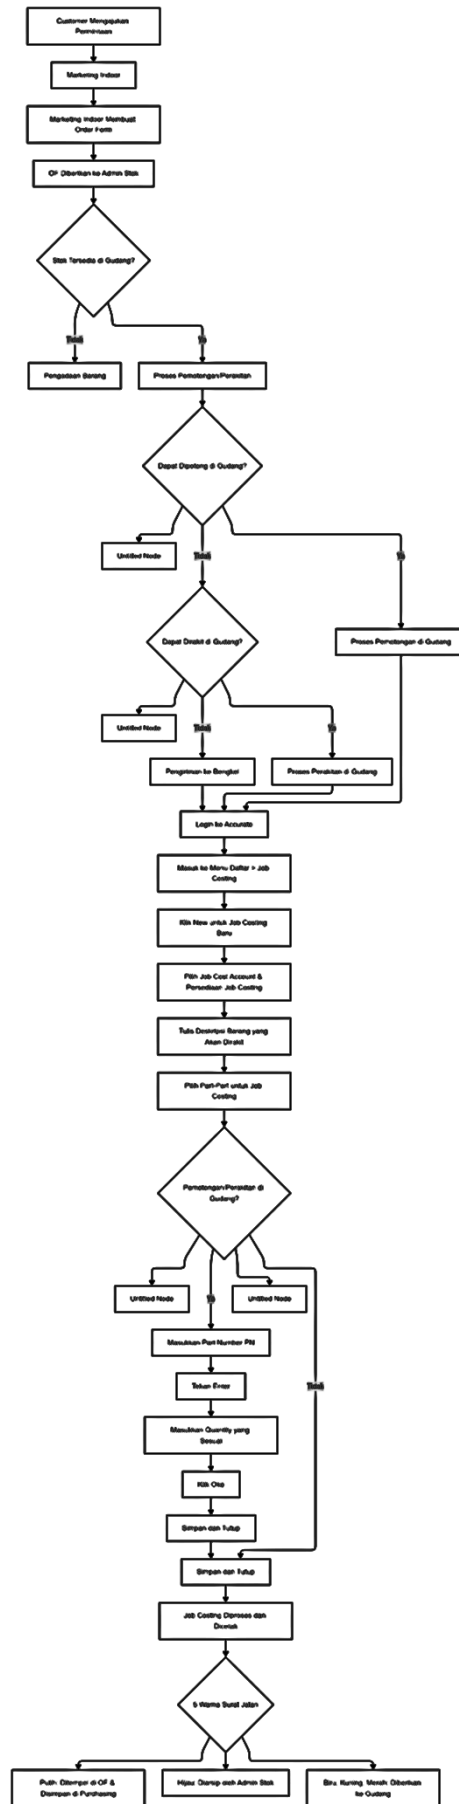 Customer Mengajukan
Permintaan
Marketing Indoor
Marketing Indoor Membuat
Order Form
OF Diberikan ke Admin Stok
Stok Tersedia di Gudang?
Tidak
Ya
Pengadaan Barang
Proses Pemotongan/Perakitan
Dapat Dipotong di Gudang?
Untitled Node
Tidak
Ya
Dapat Dirakit di Gudang?
Proses Pemotongan di Gudang
Untitled Node
Tidak
Ya
Pengiriman ke Bengkel
Proses Perakitan di Gudang
Login ke Accurate
Masuk ke Menu Daftar > Job
Costing
Klik New untuk Job Costing
Baru
Pilih Job Cost Account &
Persediaan Job Costing
Tulis Deskripsi Barang yang
Akan Dirakit
Pilih Part-Part untuk Job
Costing
Pemotongan/Perakitan di
Gudang?
Untitled Node
Ya
Untitled Node
Masukkan Part Number PN
Tekan Enter
Tidak
Masukkan Quantity yang
Sesuai
Klik Oke
Simpan dan Tutup
Simpan dan Tutup
Job Costing Diproses dan
Dicetak
5 Warna Surat Jalan
Putih: Ditempel di OF &
Disimpan di Purchasing
Hijau: Diarsip oleh Admin Stok
Biru, Kuning, Merah: Diberikan
ke Gudang